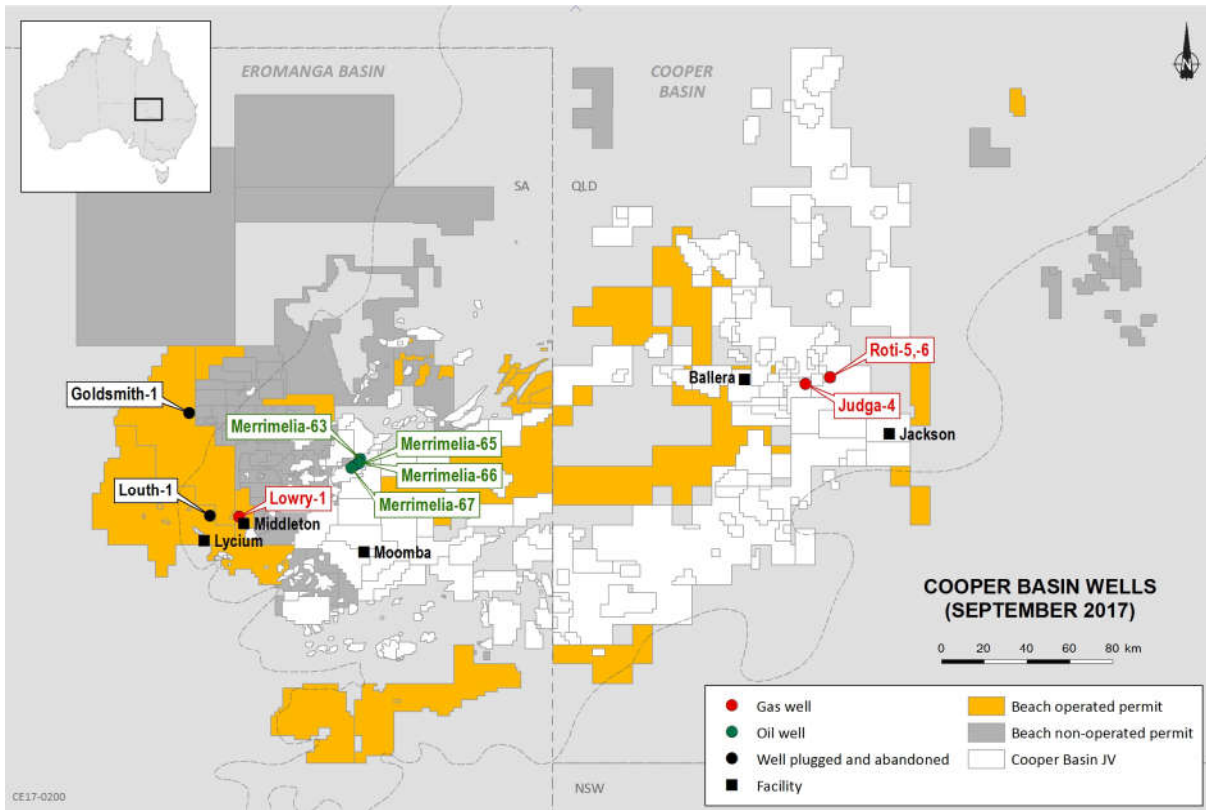 EROMANGA BASIN
COOPER
BASIN
N
SA
QLD
Goldsmith-1
Merrimelia-63
Merrimelia-65
Merrimelia-66
Merrimelia-67
Louth-1
Lowry-1
Middleton
Lycium
Moomba
Ballera
Roti-5,-6
Judga-4
Jackson
COOPER BASIN WELLS
(SEPTEMBER 2017)
0 20 40 60 80 km
Gas well
Oil well
Well plugged and abandoned
Facility
Beach operated permit
Beach non-operated permit
Cooper Basin JV
NSW
CE17-0200